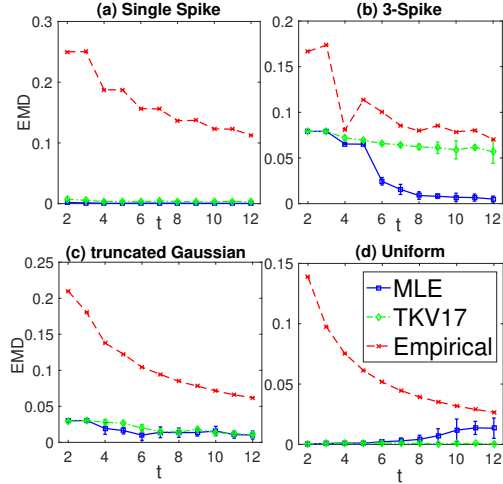 (a) Single Spike
0.3
0.2
0.1
0
EMD
2 4 6 8 10 12
t
(b) 3-Spike
0.2
0.15
0.1
0.05
0
2 4 6 8 10 12
t
(c) truncated Gaussian
0.25
0.2
0.15
0.1
0.05
0
EMD
2 4 6 8 10 12
t
(d) Uniform
0.15
0.1
0.05
0
2 4 6 8 10 12
t
MLE
TKV17
Empirical